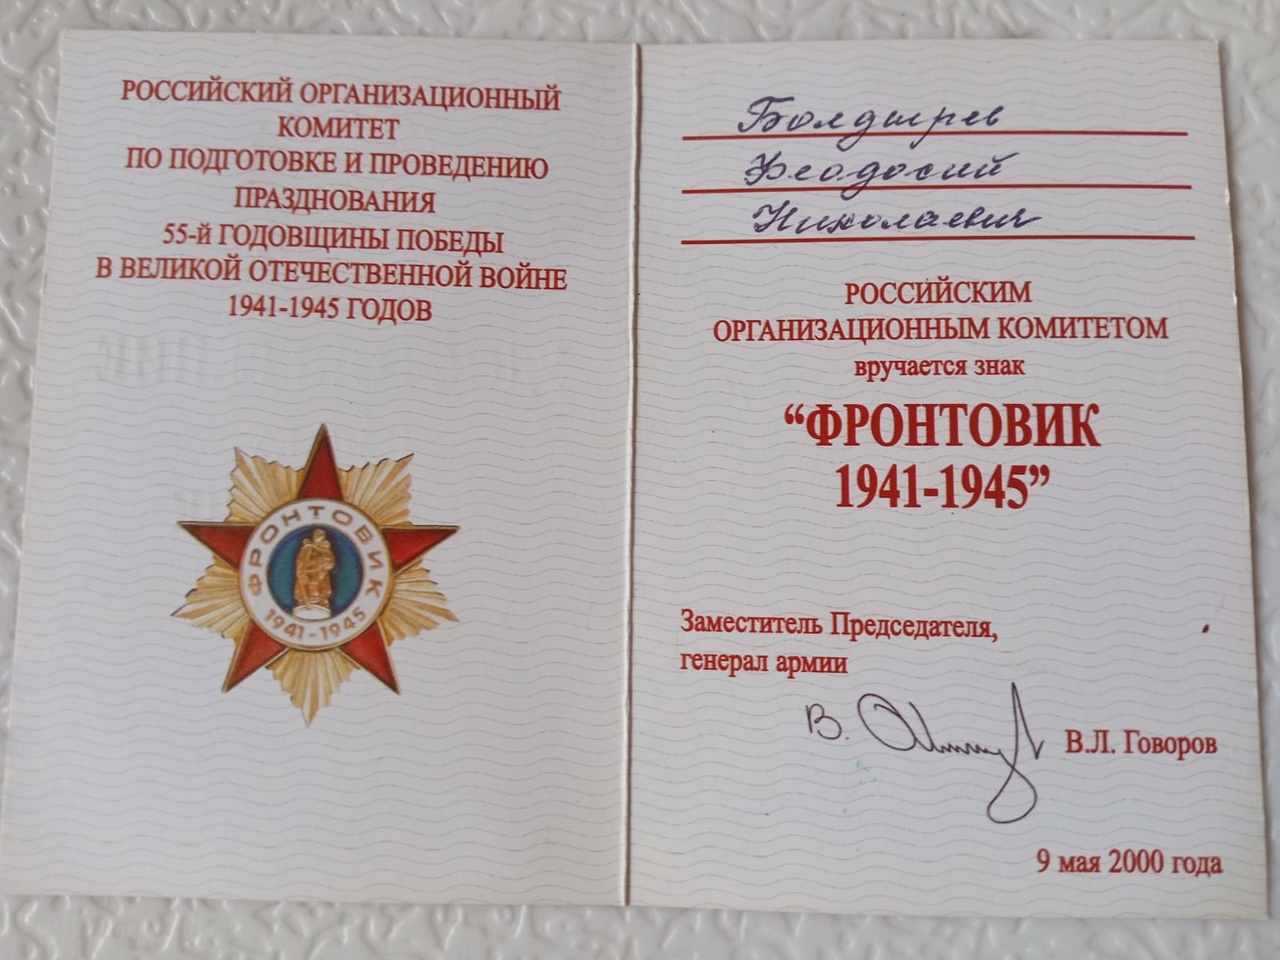 РОССИЙСКИЙ ОРГАНИЗАЦИОННЫЙ
КОМИТЕТ
ПО ПОДГОТОВКЕ И ПРОВЕДЕНИЮ
ПРАЗДНОВАНИЯ
55-й ГОДОВЩИНЫ ПОБЕДЫ
В ВЕЛИКОЙ ОТЕЧЕСТВЕННОЙ ВОЙНЕ
1941-1945 ГОДОВ
ФРОНТОВИК
1941-1945
Болдырев
Феодосий
Николаевич
РОССИЙСКИМ
ОРГАНИЗАЦИОННЫМ КОМИТЕТОМ
вручается знак
“ФРОНТОВИК
1941-1945”
Заместитель Председателя,
генерал армии
В.
В.Л. Говоров
9 мая 2000 года